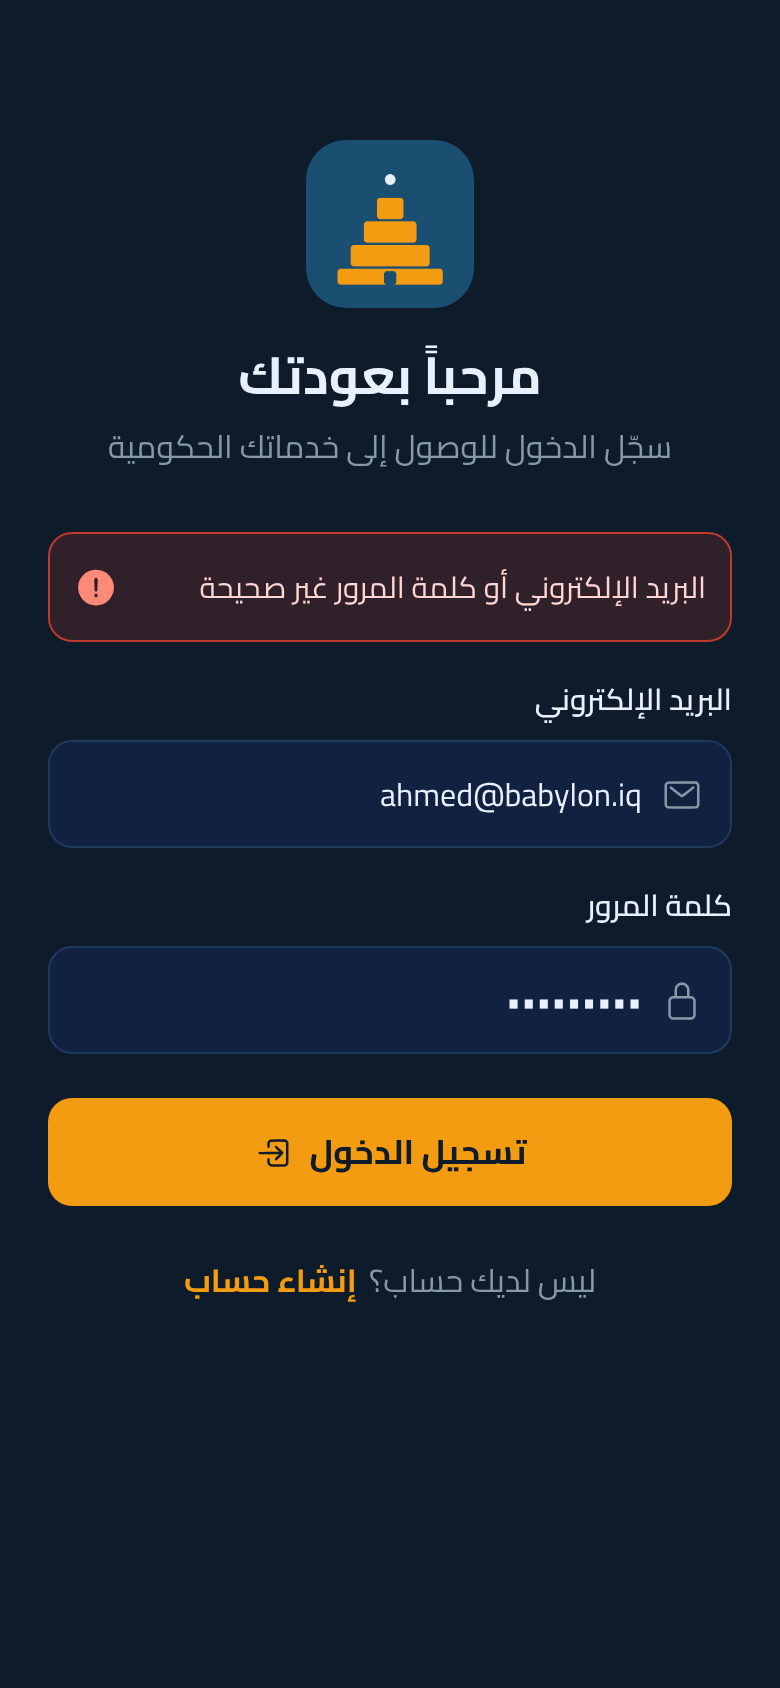 مرحباً بعودتك
سجّل الدخول للوصول إلى خدماتك الحكومية
البريد الإلكتروني أو كلمة المرور غير صحيحة
البريد الإلكتروني
ahmed@babylon.iq
كلمة المرور
تسجيل الدخول
ليس لديك حساب؟ إنشاء حساب